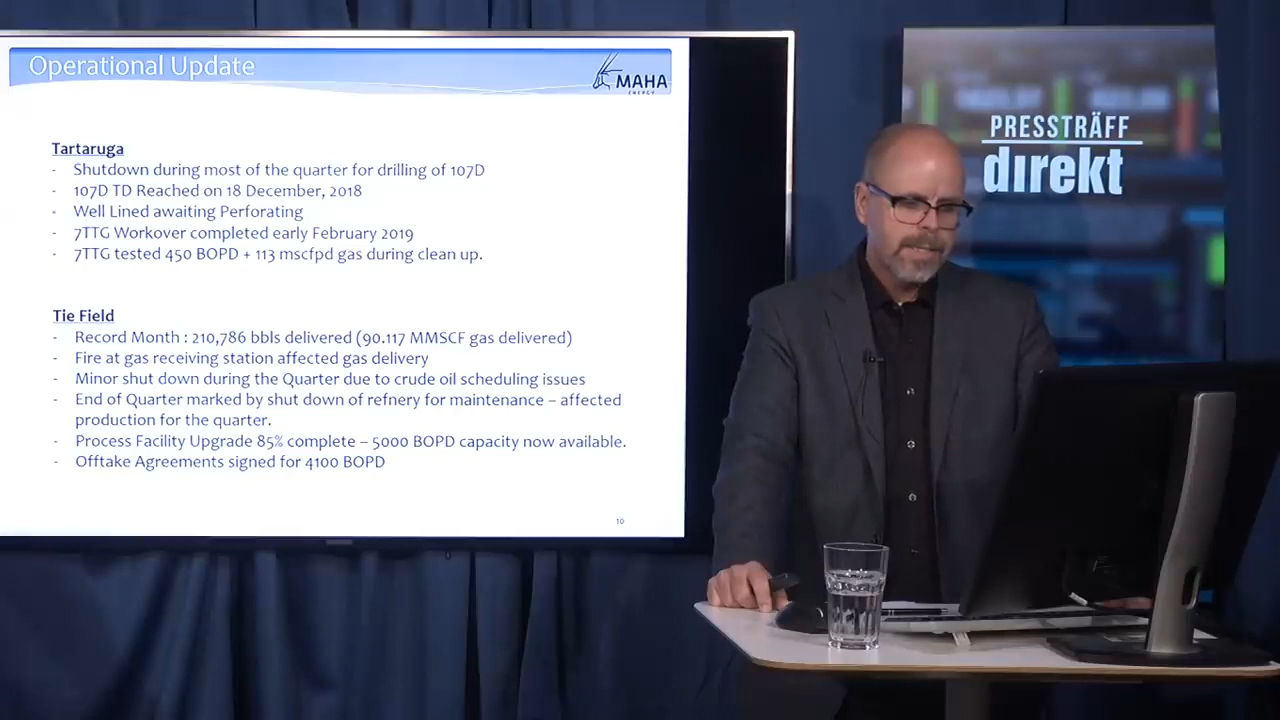 Operational Update
MAHA
ENERGY
Tartaruga
- Shutdown during most of the quarter for drilling of 107D
- 107D TD Reached on 18 December, 2018
- Well Lined awaiting Perforating
- 7TTG Workover completed early February 2019
- 7TTG tested 450 BOPD + 113 mscfpd gas during clean up.
Tie Field
- Record Month : 210,786 bbls delivered (90.117 MMSCF gas delivered)
- Fire at gas receiving station affected gas delivery
- Minor shut down during the Quarter due to crude oil scheduling issues
- End of Quarter marked by shut down of refnery for maintenance – affected
production for the quarter.
- Process Facility Upgrade 85% complete – 5000 BOPD capacity now available.
- Offtake Agreements signed for 4100 BOPD
10
PRESSTRÄFF
dırekt